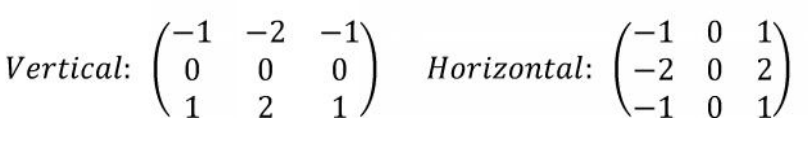 Vertical: (−1 −2 −1
0 0 0
1 2 1) Horizontal: (−1 0 1
−2 0 2
−1 0 1)